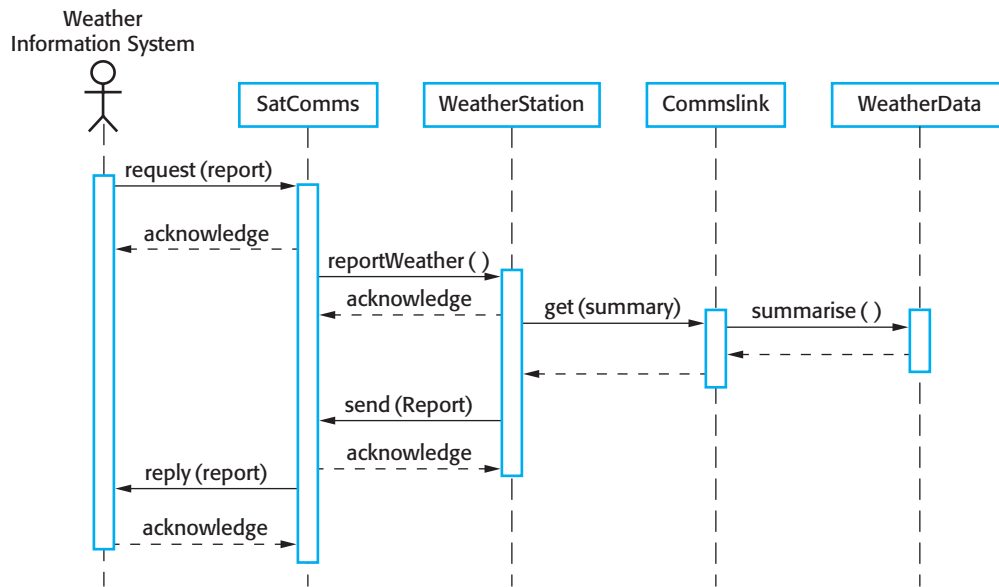 Weather
Information System
SatComms
WeatherStation
Commslink
WeatherData
request (report)
acknowledge
reportWeather ( )
acknowledge
get (summary)
summarise ( )
send (Report)
acknowledge
reply (report)
acknowledge